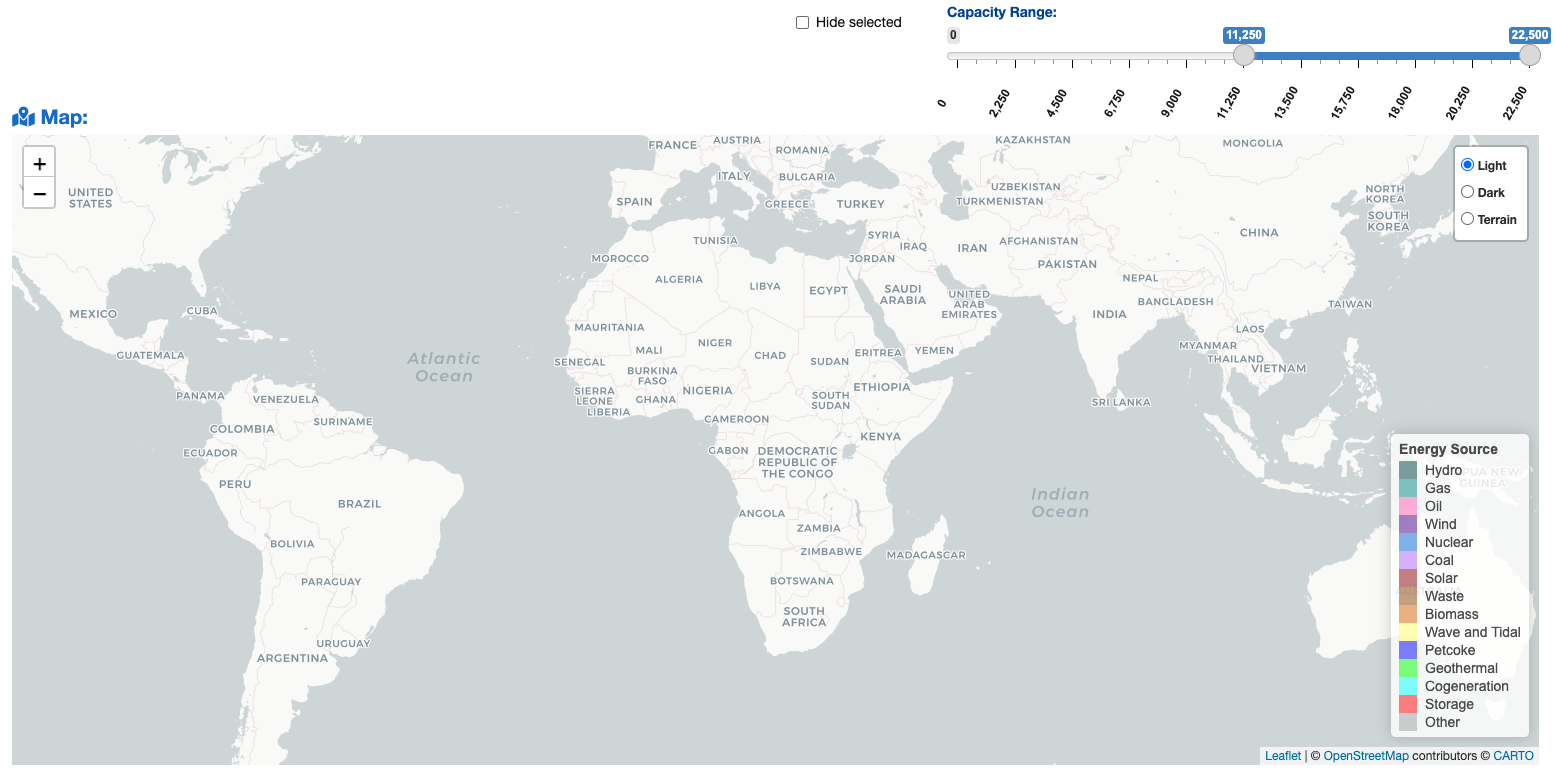 Hide selected
Capacity Range:
0
11,250
22,500
0
2,250
4,500
6,750
9,000
11,250
13,500
15,750
18,000
20,250
22,500
Map:
+
−
Light
Dark
Terrain
FRANCE
AUSTRIA
ROMANIA
KAZAKHSTAN
MONGOLIA
ITALY
BULGARIA
UNITED
STATES
SPAIN
GREECE
TURKEY
UZBEKISTAN
TURKMENISTAN
NORTH
KOREA
SOUTH
KOREA
TUNISIA
SYRIA
IRAQ
IRAN
AFGHANISTAN
CHINA
MOROCCO
JORDAN
PAKISTAN
ALGERIA
LIBYA
EGYPT
SAUDI
ARABIA
UNITED
ARAB
EMIRATES
NEPAL
BANGLADESH
TAIWAN
MEXICO
CUBA
INDIA
MAURITANIA
LAOS
GUATEMALA
Atlantic
Ocean
SENEGAL
MALI
NIGER
CHAD
SUDAN
ERITREA
YEMEN
MYANMAR
THAILAND
VIETNAM
BURKINA
FASO
PANAMA
VENEZUELA
SIERRA
LEONE
LIBERIA
GHANA
NIGERIA
SOUTH
SUDAN
ETHIOPIA
SRI LANKA
SURINAME
COLOMBIA
CAMEROON
KENYA
ECUADOR
GABON
DEMOCRATIC
REPUBLIC OF
THE CONGO
PERU
BRAZIL
Indian
Ocean
ANGOLA
ZAMBIA
BOLIVIA
ZIMBABWE
MADAGASCAR
PARAGUAY
BOTSWANA
SOUTH
AFRICA
URUGUAY
ARGENTINA
Energy Source
Hydro
Gas
Oil
Wind
Nuclear
Coal
Solar
Waste
Biomass
Wave and Tidal
Petcoke
Geothermal
Cogeneration
Storage
Other
NEW
GUINEA
Leaflet | © OpenStreetMap contributors © CARTO